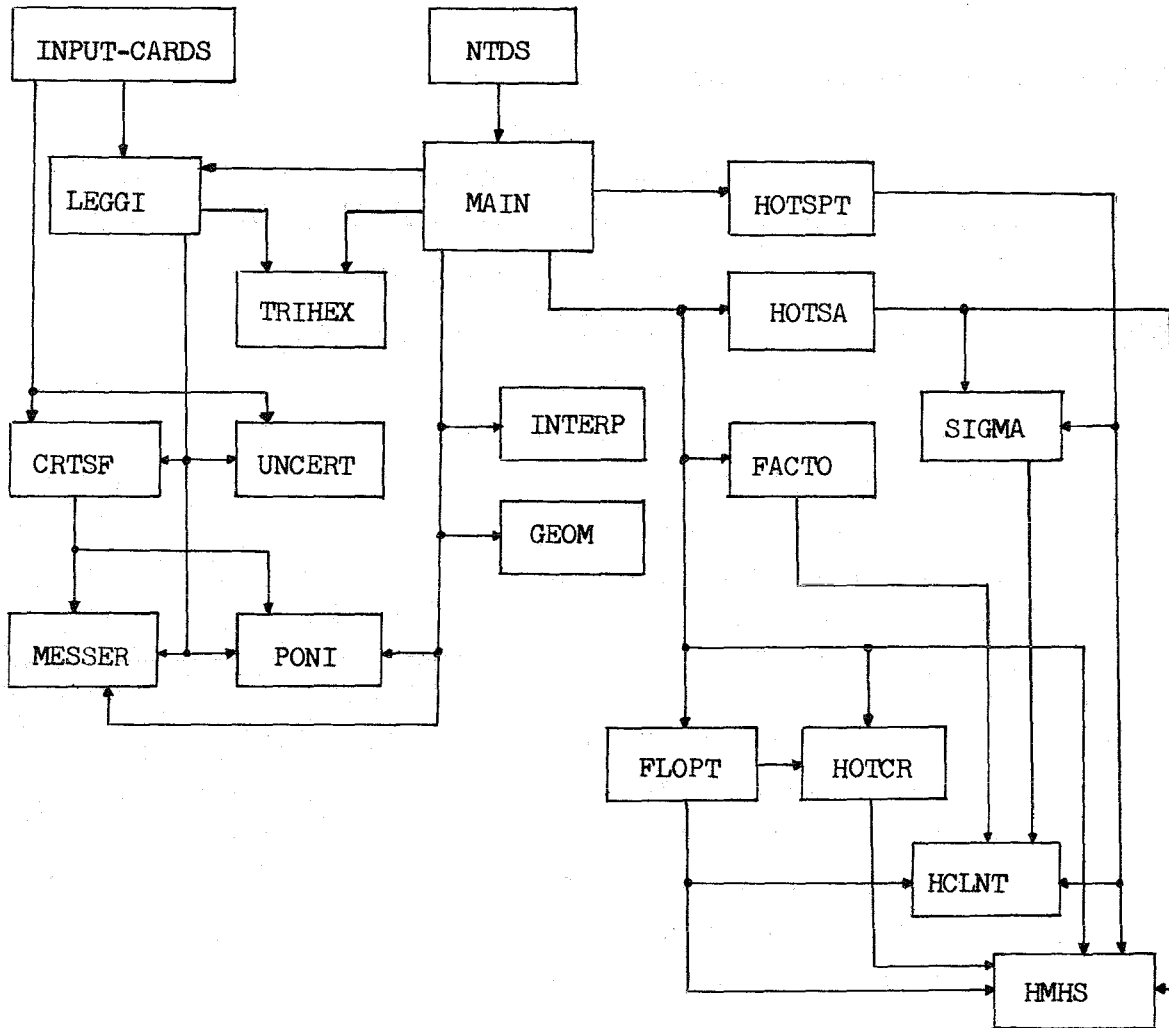 INPUT-CARDS
NTDS
LEGGI
MAIN
HOTSPT
TRIHEX
HOTSA
INTERP
SIGMA
CRTSF
UNCERT
FACTO
GEOM
MESSER
PONI
FLOPT
HOTCR
HCLNT
HMHS